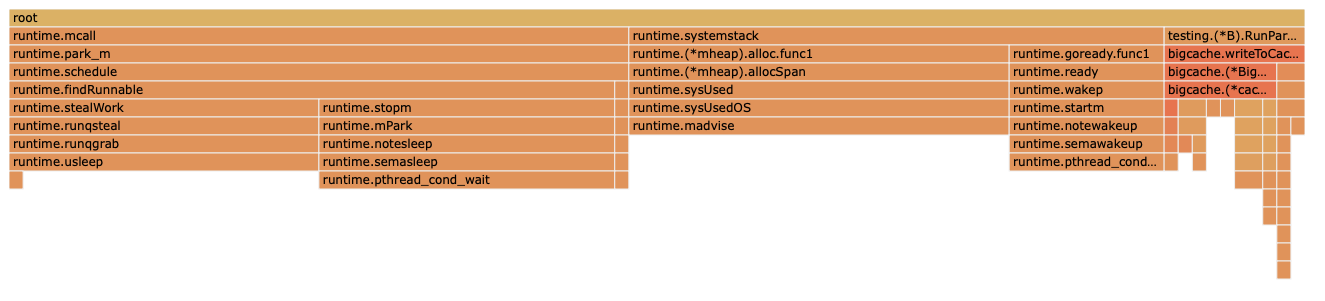 root
runtime.mcall runtime.systemstack testing.(*B).RunPar...
runtime.park_m runtime.(*mheap).alloc.func1 runtime.goready.func1 bigcache.writeToCac...
runtime.schedule runtime.(*mheap).allocSpan runtime.ready bigcache.(*Big...
runtime.findRunnable runtime.sysUsed runtime.wakep bigcache.(*cac...
runtime.stealWork runtime.stopm runtime.sysUsedOS runtime.startm
runtime.runqsteal runtime.mPark runtime.madvise runtime.notewakeup
runtime.runqgrab runtime.notesleep runtime.semawakeup
runtime.usleep runtime.semasleep runtime.pthread_cond...
runtime.pthread_cond_wait